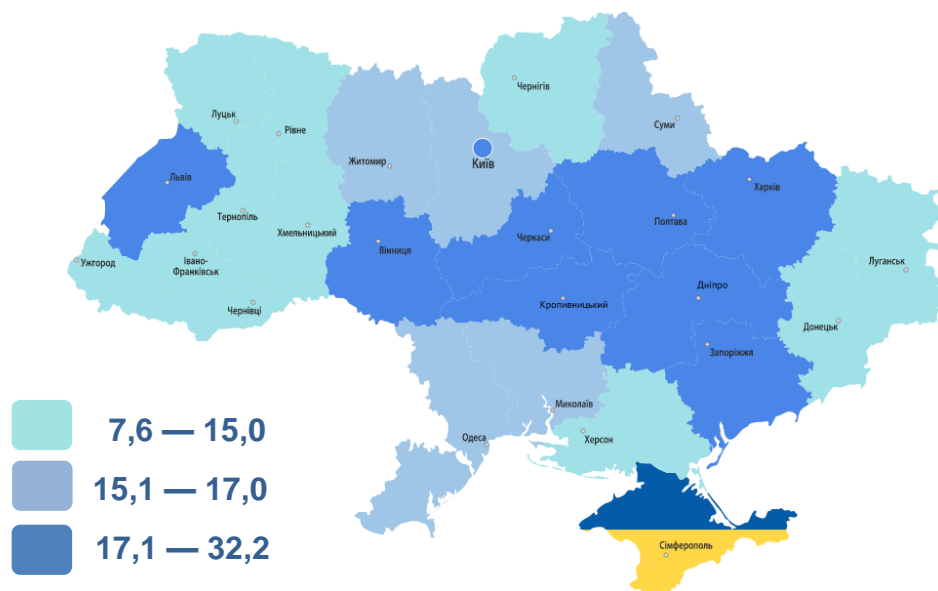 Чернігів
Луцьк
Рівне
Суми
Житомир
Київ
Львів
Харків
Тернопіль
Полтава
Хмельницький
Черкаси
Вінниця
Ужгород
Івано-
Франківськ
Луганськ
Дніпро
Чернівці
Кропивницький
Донецьк
Запоріжжя
Миколаїв
Одеса
Херсон
Сімферополь
7,6 — 15,0
15,1 — 17,0
17,1 — 32,2